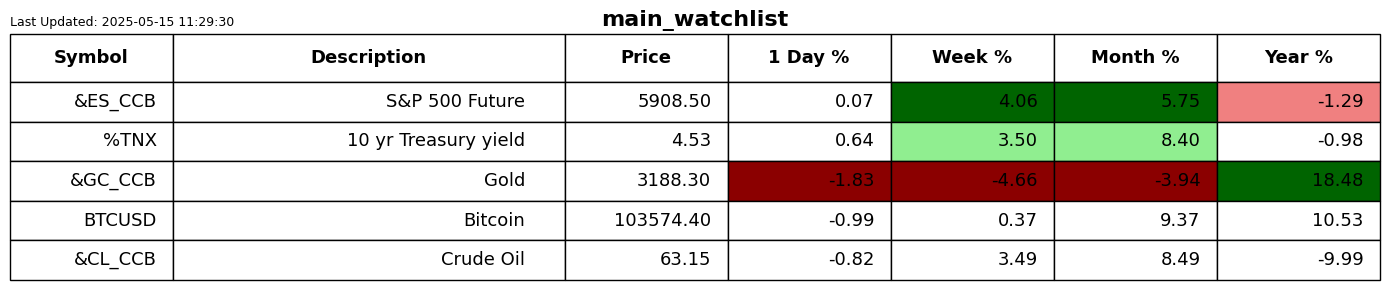 Last Updated: 2025-05-15 11:29:30
main_watchlist
Symbol Description Price 1 Day % Week % Month % Year %
&ES_CCB S&P 500 Future 5908.50 0.07 4.06 5.75 -1.29
%TNX 10 yr Treasury yield 4.53 0.64 3.50 8.40 -0.98
&GC_CCB Gold 3188.30 -1.83 -4.66 -3.94 18.48
BTCUSD Bitcoin 103574.40 -0.99 0.37 9.37 10.53
&CL_CCB Crude Oil 63.15 -0.82 3.49 8.49 -9.99